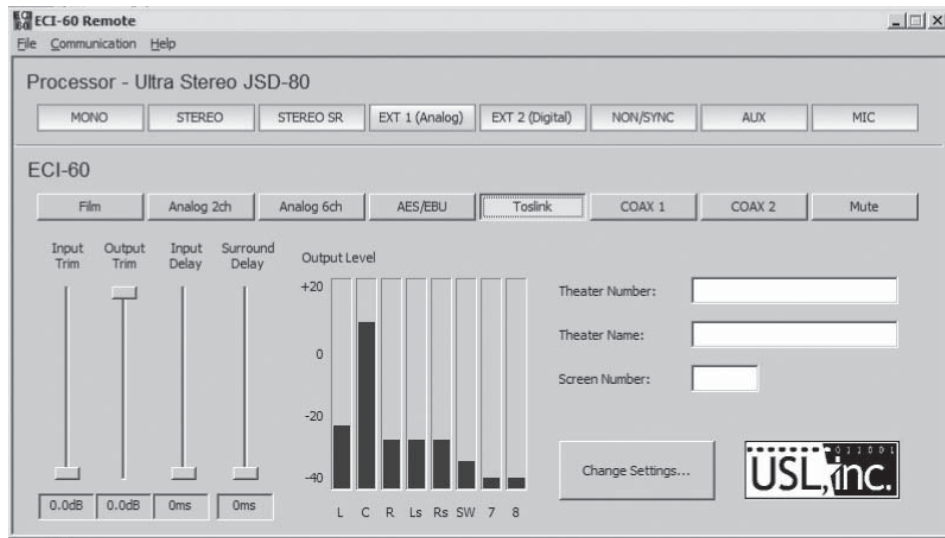 ECI-60 Remote
File Communication Help
Processor - Ultra Stereo JSD-80
MONO STEREO STEREO SR EXT 1 (Analog) EXT 2 (Digital) NON/SYNC AUX MIC
ECI-60
Film Analog 2ch Analog 6ch AES/EBU Toslink COAX 1 COAX 2 Mute
Input Trim Output Trim Input Delay Surround Delay
Output Level
+20
0
-20
-40
L C R Ls Rs SW 7 8
0.0dB 0.0dB 0ms 0ms
Theater Number:
Theater Name:
Screen Number:
Change Settings...
011001
USL, inc.